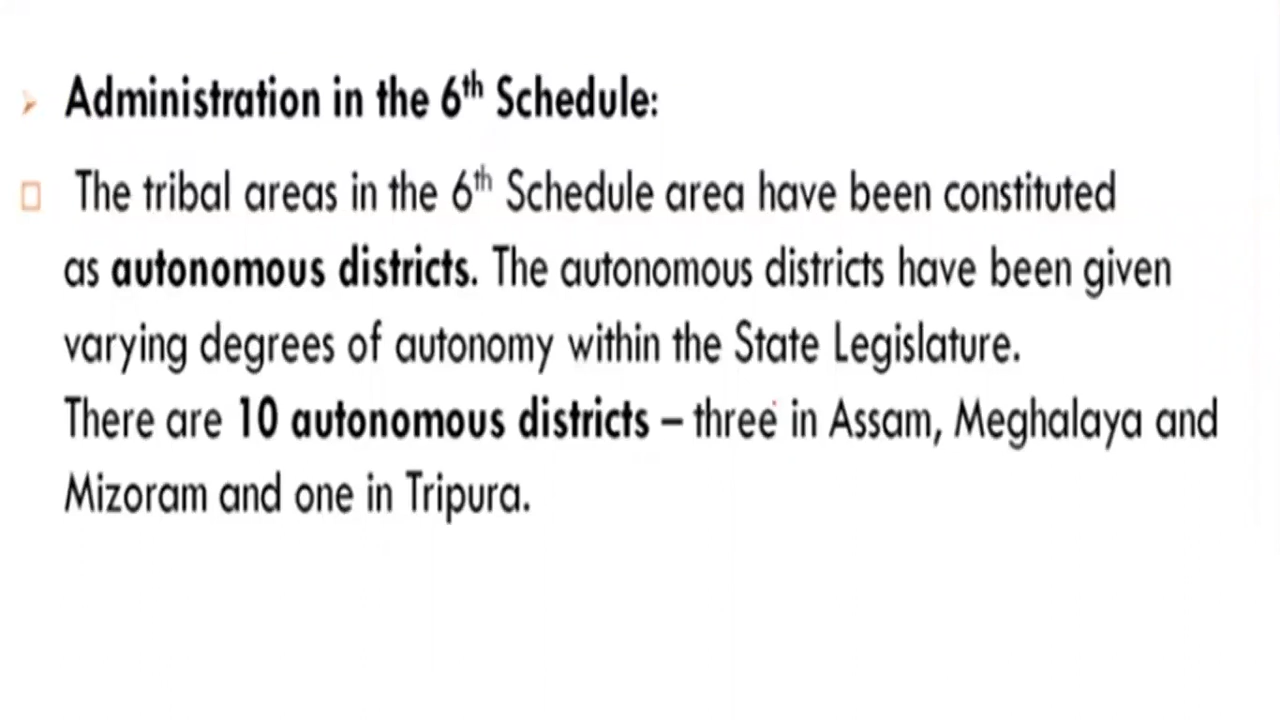 Administration in the 6th Schedule:
The tribal areas in the 6th Schedule area have been constituted
as autonomous districts. The autonomous districts have been given
varying degrees of autonomy within the State Legislature.
There are 10 autonomous districts – three in Assam, Meghalaya and
Mizoram and one in Tripura.